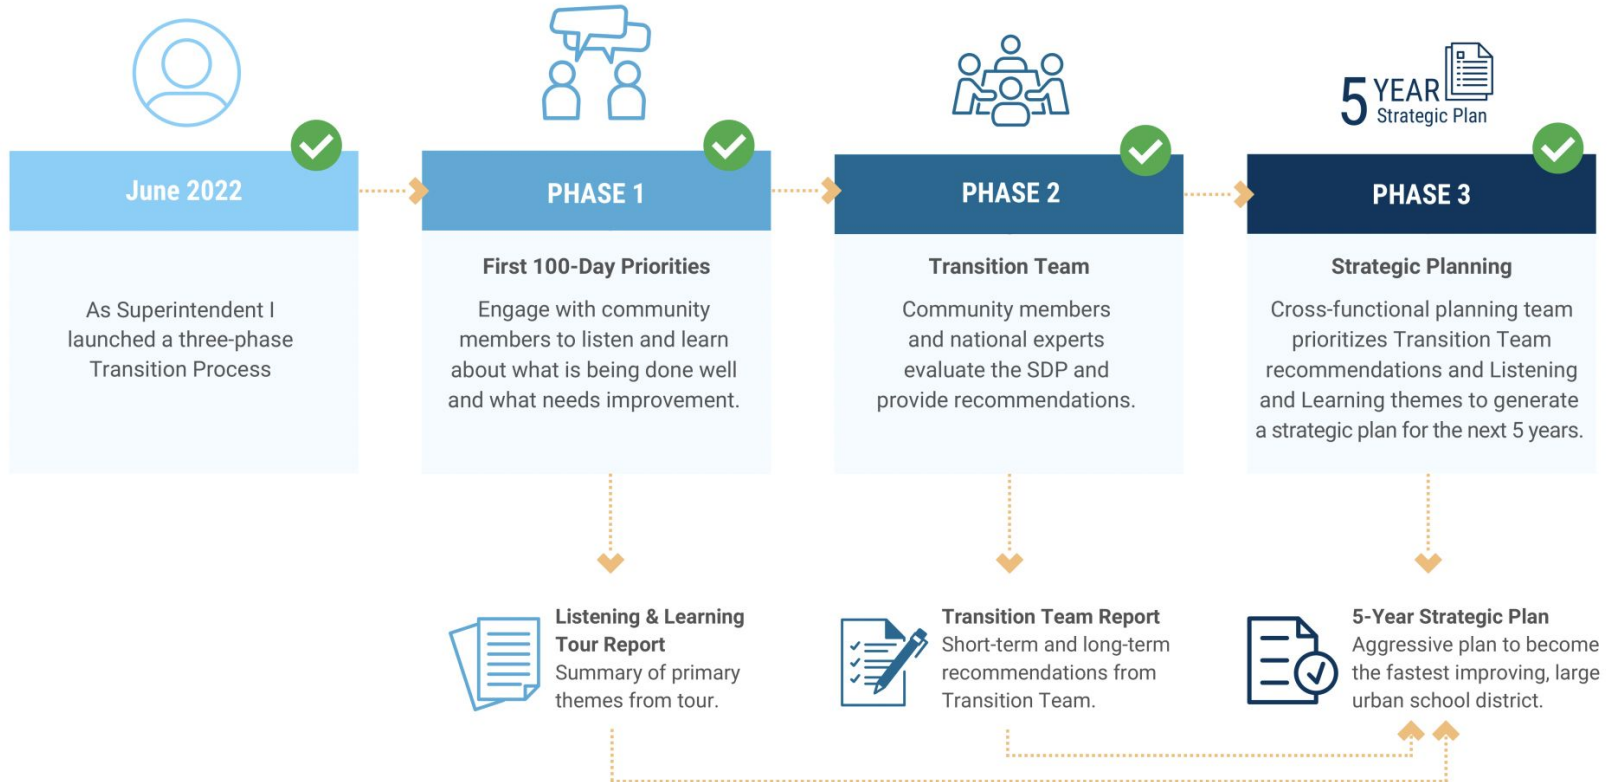 5 YEAR
Strategic Plan
June 2022
As Superintendent I
launched a three-phase
Transition Process
PHASE 1
First 100-Day Priorities
Engage with community
members to listen and learn
about what is being done well
and what needs improvement.
PHASE 2
Transition Team
Community members
and national experts
evaluate the SDP and
provide recommendations.
PHASE 3
Strategic Planning
Cross-functional planning team
prioritizes Transition Team
recommendations and Listening
and Learning themes to generate
a strategic plan for the next 5 years.
Listening & Learning
Tour Report
Summary of primary
themes from tour.
Transition Team Report
Short-term and long-term
recommendations from
Transition Team.
5-Year Strategic Plan
Aggressive plan to become
the fastest improving, large
urban school district.